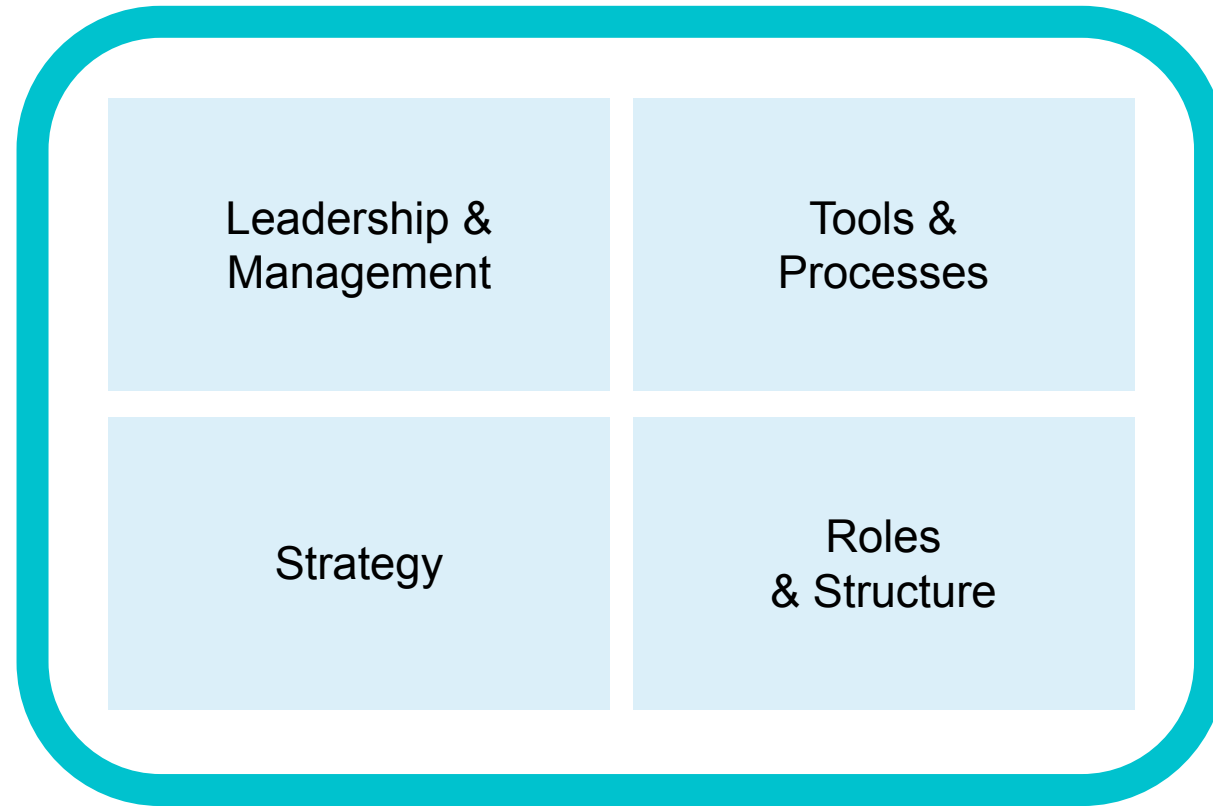 Leadership &
Management
Tools &
Processes
Strategy
Roles
& Structure